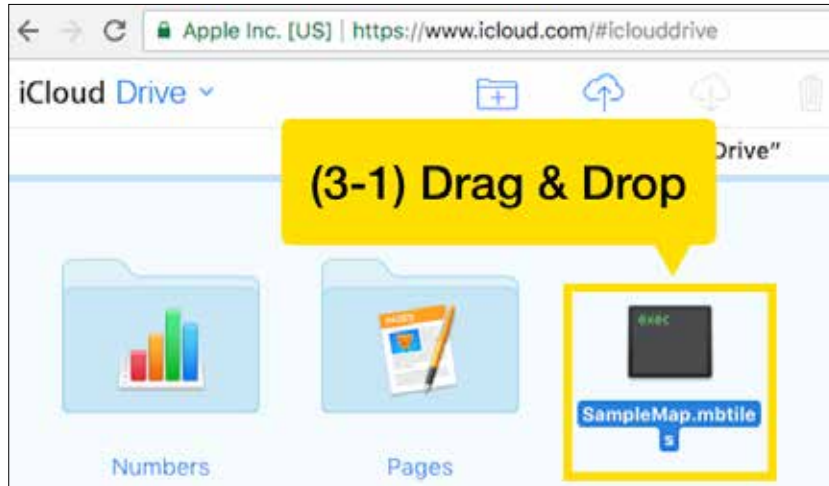 Apple Inc. [US] | https://www.icloud.com/#iclouddrive
iCloud Drive
Drive"
(3-1) Drag & Drop
PAGES
exec
SampleMap.mbtile
s
Numbers
Pages